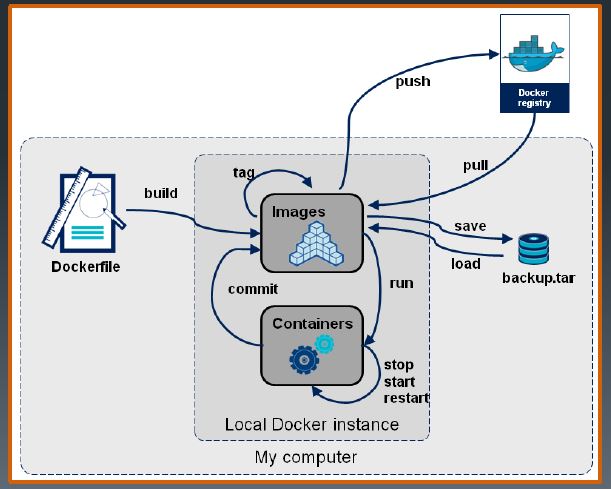 push
Docker
registry
pull
tag
build
Images
save
load
Dockerfile
backup.tar
commit
run
Containers
stop
start
restart
Local Docker instance
My computer